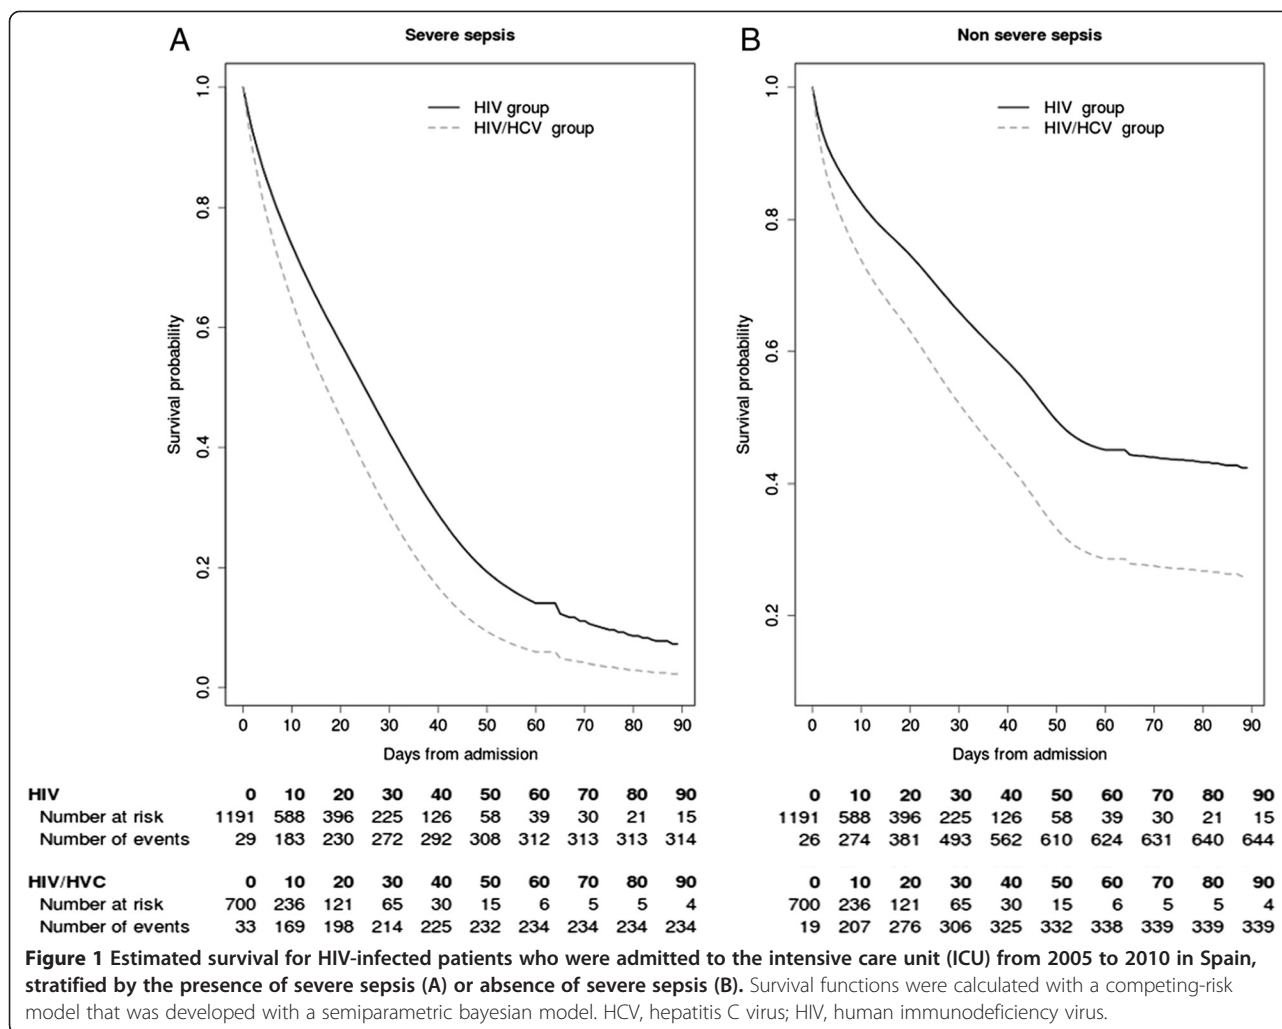 A
Severe sepsis
HIV group
HIV/HCV group
Survival probability
1.0
0.8
0.6
0.4
0.2
0.0
0 10 20 30 40 50 60 70 80 90
Days from admission
B
Non severe sepsis
HIV group
HIV/HCV group
Survival probability
1.0
0.8
0.6
0.4
0.2
0 10 20 30 40 50 60 70 80 90
Days from admission
HIV 0 10 20 30 40 50 60 70 80 90 0 10 20 30 40 50 60 70 80 90
Number at risk 1191 588 396 225 126 58 39 30 21 15 1191 588 396 225 126 58 39 30 21 15
Number of events 29 183 230 272 292 308 312 313 313 314 26 274 381 493 562 610 624 631 640 644
HIV/HVC 0 10 20 30 40 50 60 70 80 90 0 10 20 30 40 50 60 70 80 90
Number at risk 700 236 121 65 30 15 6 5 5 4 700 236 121 65 30 15 6 5 5 4
Number of events 33 169 198 214 225 232 234 234 234 234 19 207 276 306 325 332 338 339 339 339
Figure 1 Estimated survival for HIV-infected patients who were admitted to the intensive care unit (ICU) from 2005 to 2010 in Spain,
stratified by the presence of severe sepsis (A) or absence of severe sepsis (B). Survival functions were calculated with a competing-risk
model that was developed with a semiparametric bayesian model. HCV, hepatitis C virus; HIV, human immunodeficiency virus.